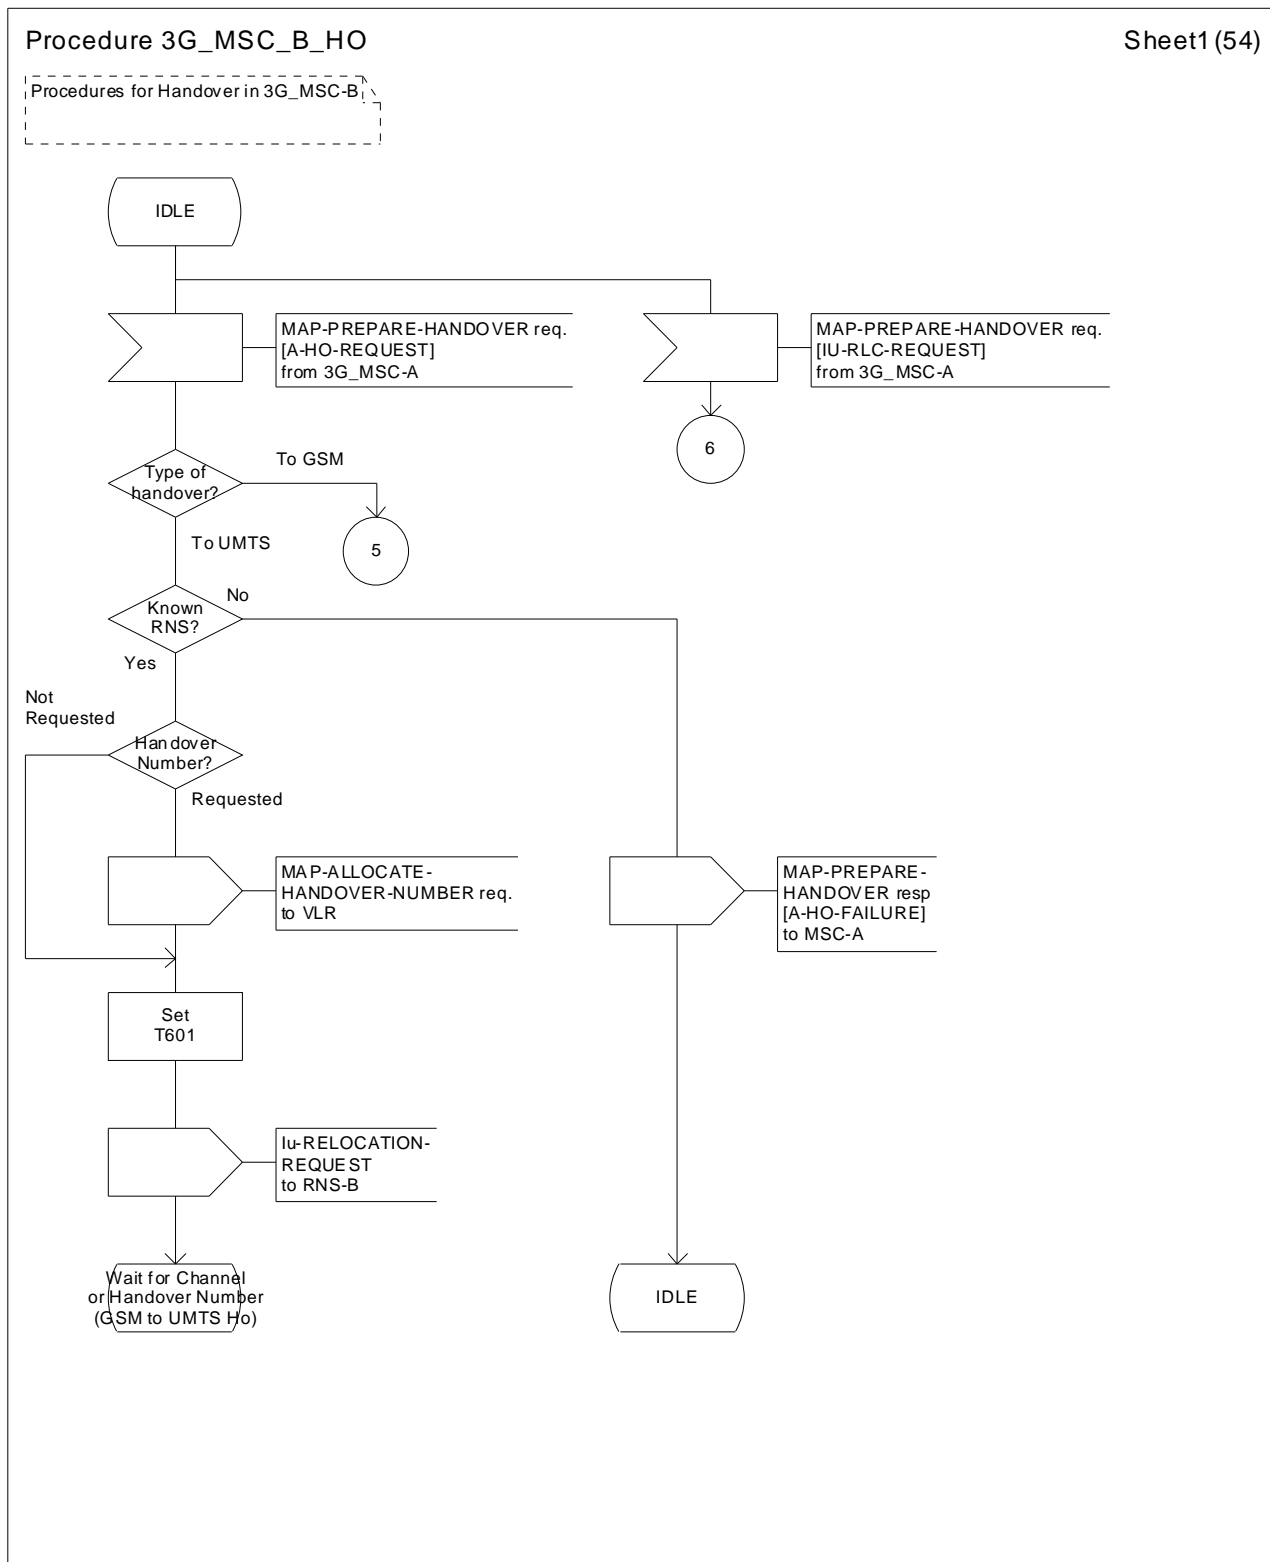 Procedure 3G_MSC_B_HO
Sheet1(54)
Procedures for Handover in 3G_MSC-B
IDLE
MAP-PREPARE-HANDOVER req.
[A-HO-REQUEST]
from 3G_MSC-A
MAP-PREPARE-HANDOVER req.
[IU-RLC-REQUEST]
from 3G_MSC-A
6
Type of
handover?
To GSM
5
To UMTS
Known
RNS?
No
Yes
Not
Requested
Handover
Number?
Requested
MAP-ALLOCATE-
HANDOVER-NUMBER req.
to VLR
MAP-PREPARE-
HANDOVER resp
[A-HO-FAILURE]
to MSC-A
Set
T601
Iu-RELOCATION-
REQUEST
to RNS-B
Wait for Channel
or Handover Number
(GSM to UMTS Ho)
IDLE